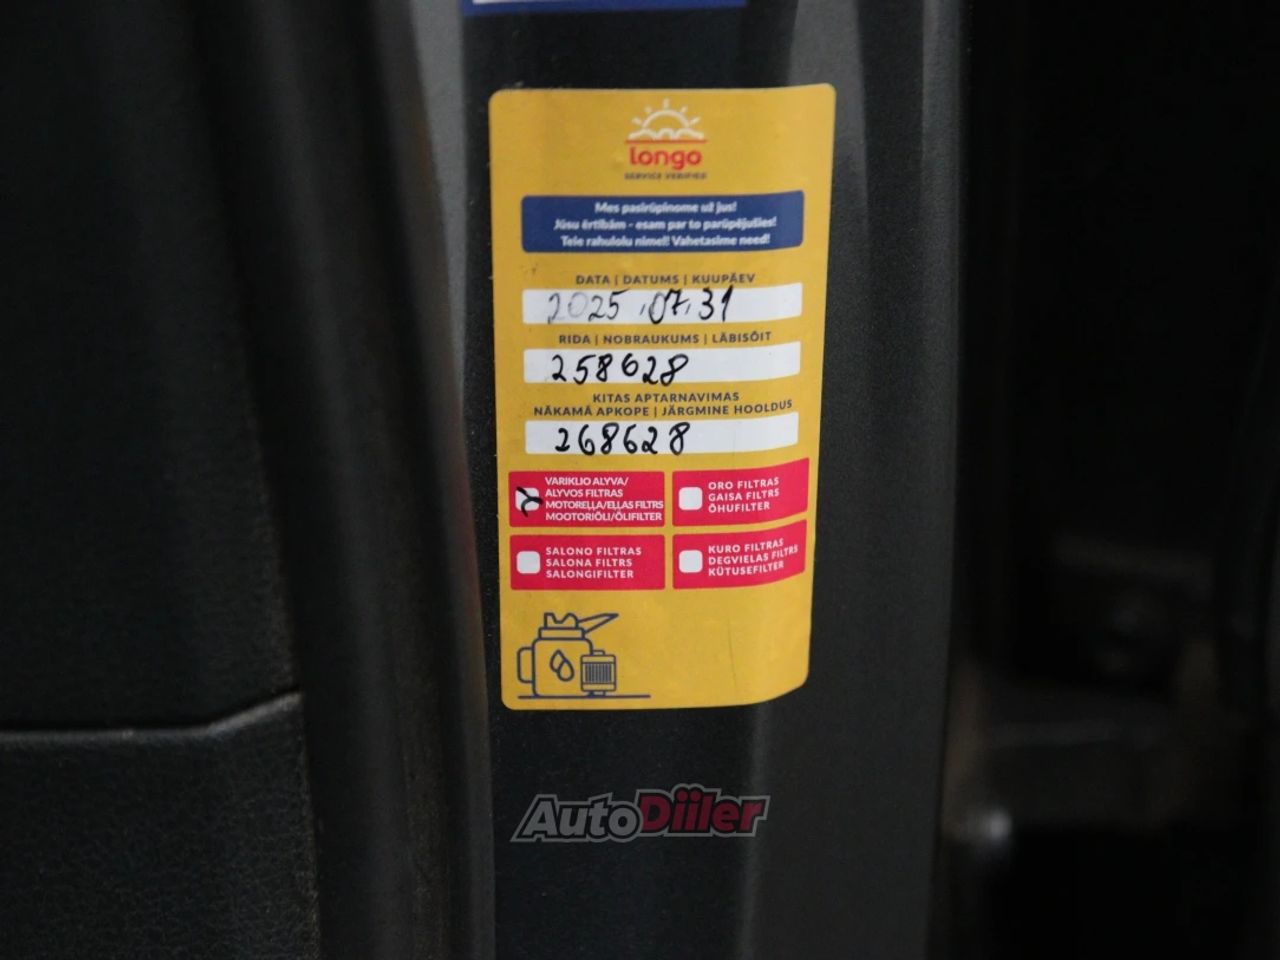 longo
SERVICE VERIFIED
Mes pasirūpinome už jus!
Jūsu ērtībām - esam par to parūpējušies!
Teie rahulolu nimel! Vahetasime need!
DATA | DATUMS | KUUPÄEV
2025.07.31
RIDA | NOBRAUKUMS | LÄBISÕIT
258628
KITAS APTARNAVIMAS
NĀKAMĀ APKOPE | JÄRGMINE HOOLDUS
268628
VARIKLIO ALYVA/
ALYVOS FILTRAS
MOTOREĻĻA/EĻĻAS FILTRS
MOOTORIÕLI/ÕLIFILTER
ORO FILTRAS
GAISA FILTRS
ÕHUFILTER
SALONO FILTRAS
SALONA FILTRS
SALONGIFILTER
KURO FILTRAS
DEGVIELAS FILTRS
KÜTUSEFILTER
AutoDiiler